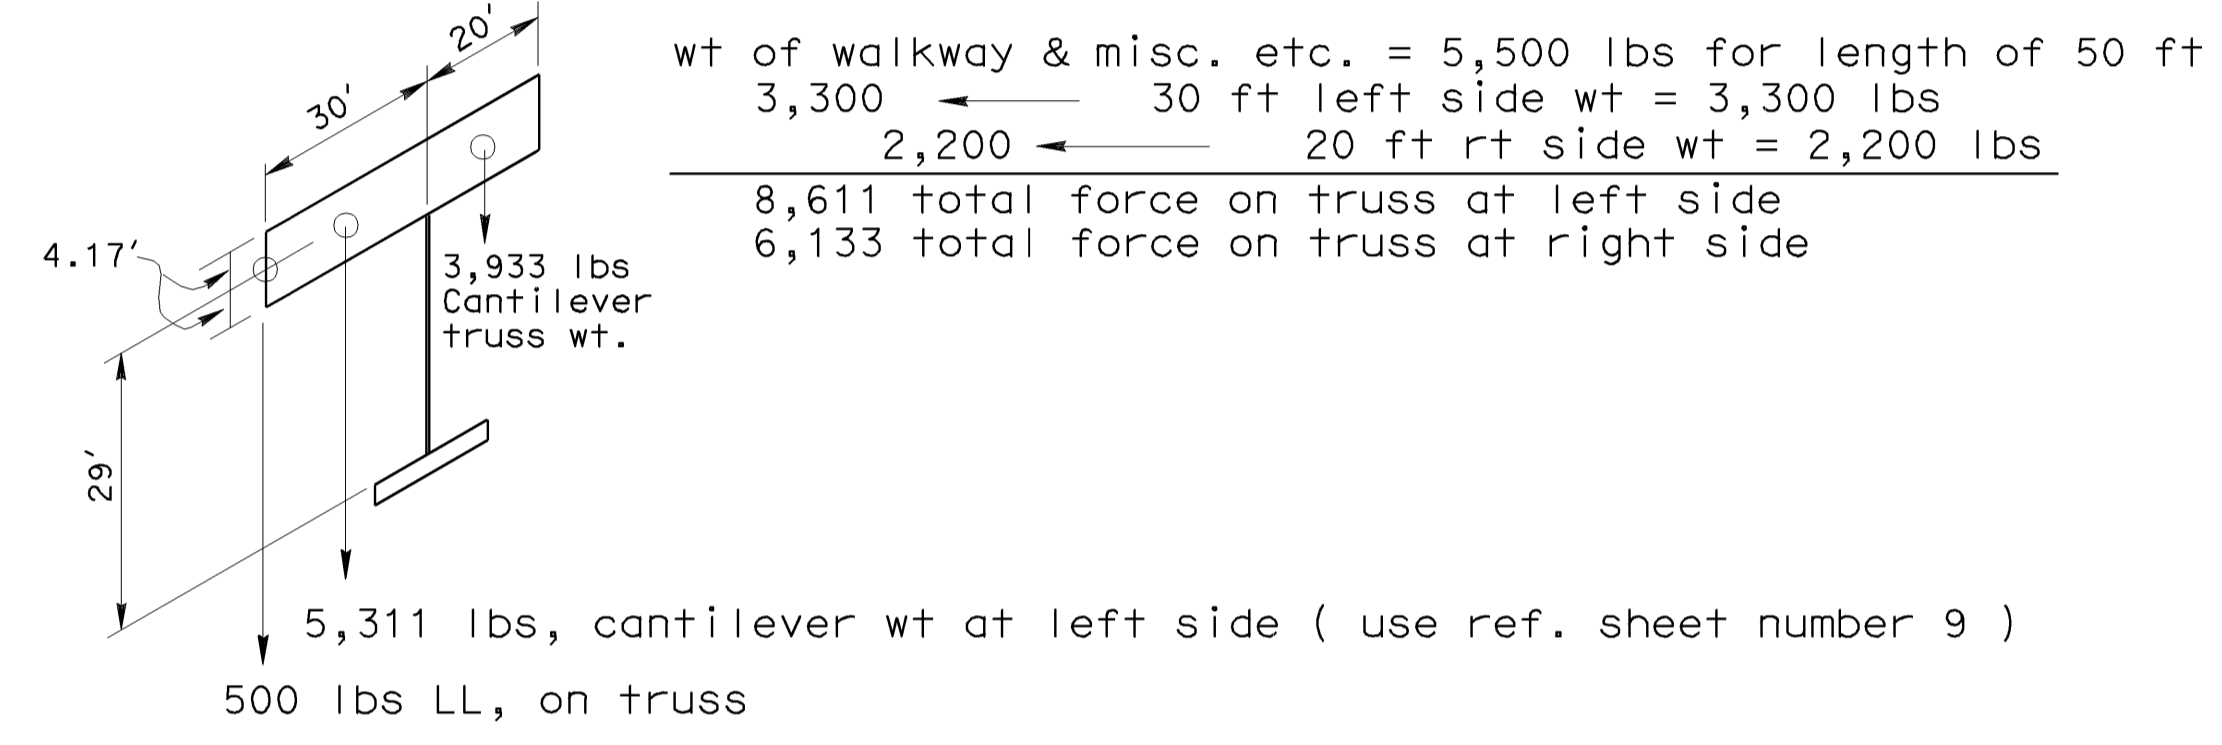 20'
30'
wt of walkway & misc. etc. = 5,500 lbs for length of 50 ft
3,300 30 ft left side wt = 3,300 lbs
2,200 20 ft rt side wt = 2,200 lbs
8,611 total force on truss at left side
6,133 total force on truss at right side
4.17'
3,933 lbs
Cantilever
truss wt.
29'
5,311 lbs, cantilever wt at left side ( use ref. sheet number 9 )
500 lbs LL, on truss